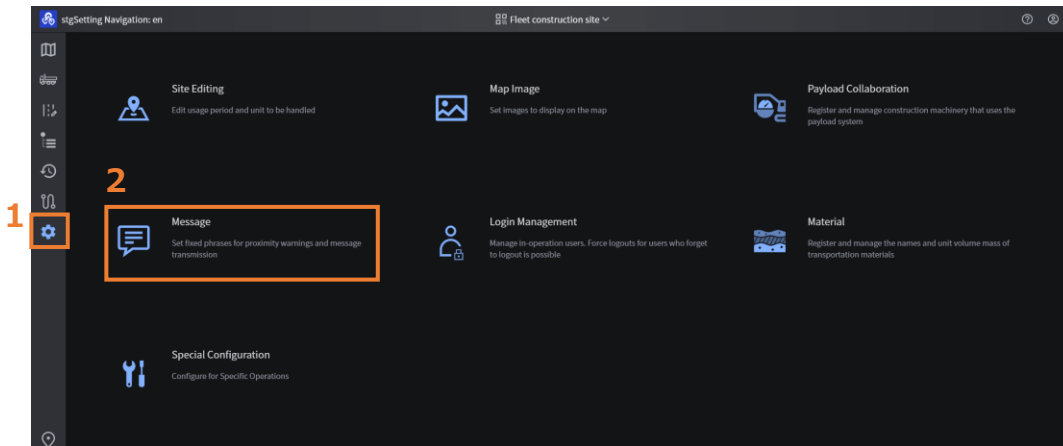 stgSetting Navigation: en
Fleet construction site
Site Editing
Edit usage period and unit to be handled
Map Image
Set images to display on the map
Payload Collaboration
Register and manage construction machinery that uses the
payload system
2
1
Message
Set fixed phrases for proximity warnings and message
transmission
Login Management
Manage in-operation users. Force logouts for users who forget
to logout is possible
Material
Register and manage the names and unit volume mass of
transportation materials
Special Configuration
Configure for Specific Operations